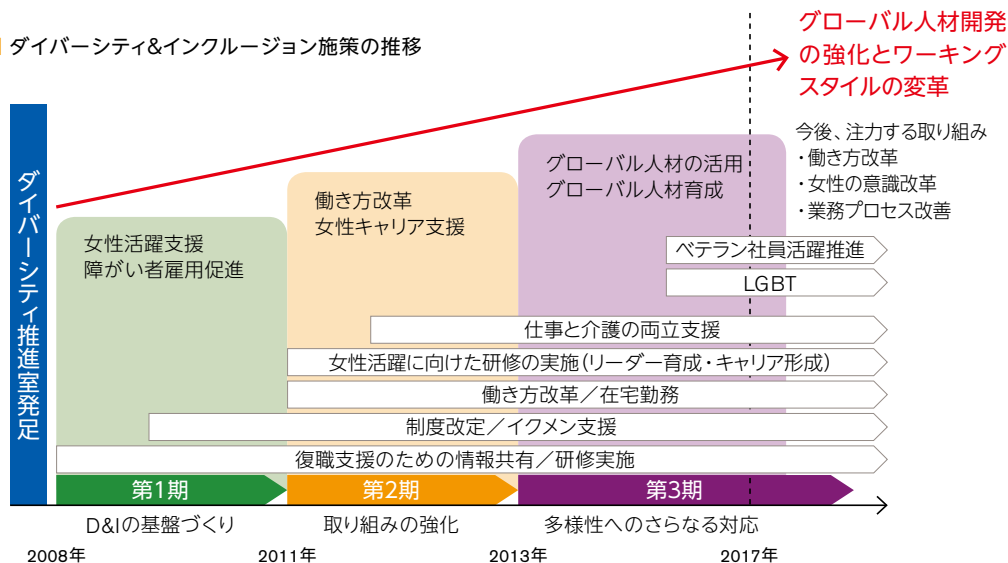 ダイバーシティ&インクルージョン施策の推移
グローバル人材開発
の強化とワーキング
スタイルの変革
今後、注力する取り組み
・働き方改革
・女性の意識改革
・業務プロセス改善
ダイバーシティ推進室発足
女性活躍支援
障がい者雇用促進
働き方改革
女性キャリア支援
グローバル人材の活用
グローバル人材育成
ベテラン社員活躍推進
LGBT
仕事と介護の両立支援
女性活躍に向けた研修の実施(リーダー育成・キャリア形成)
働き方改革/在宅勤務
制度改定/イクメン支援
復職支援のための情報共有/研修実施
第1期
第2期
第3期
D&Iの基盤づくり
取り組みの強化
多様性へのさらなる対応
2008年
2011年
2013年
2017年